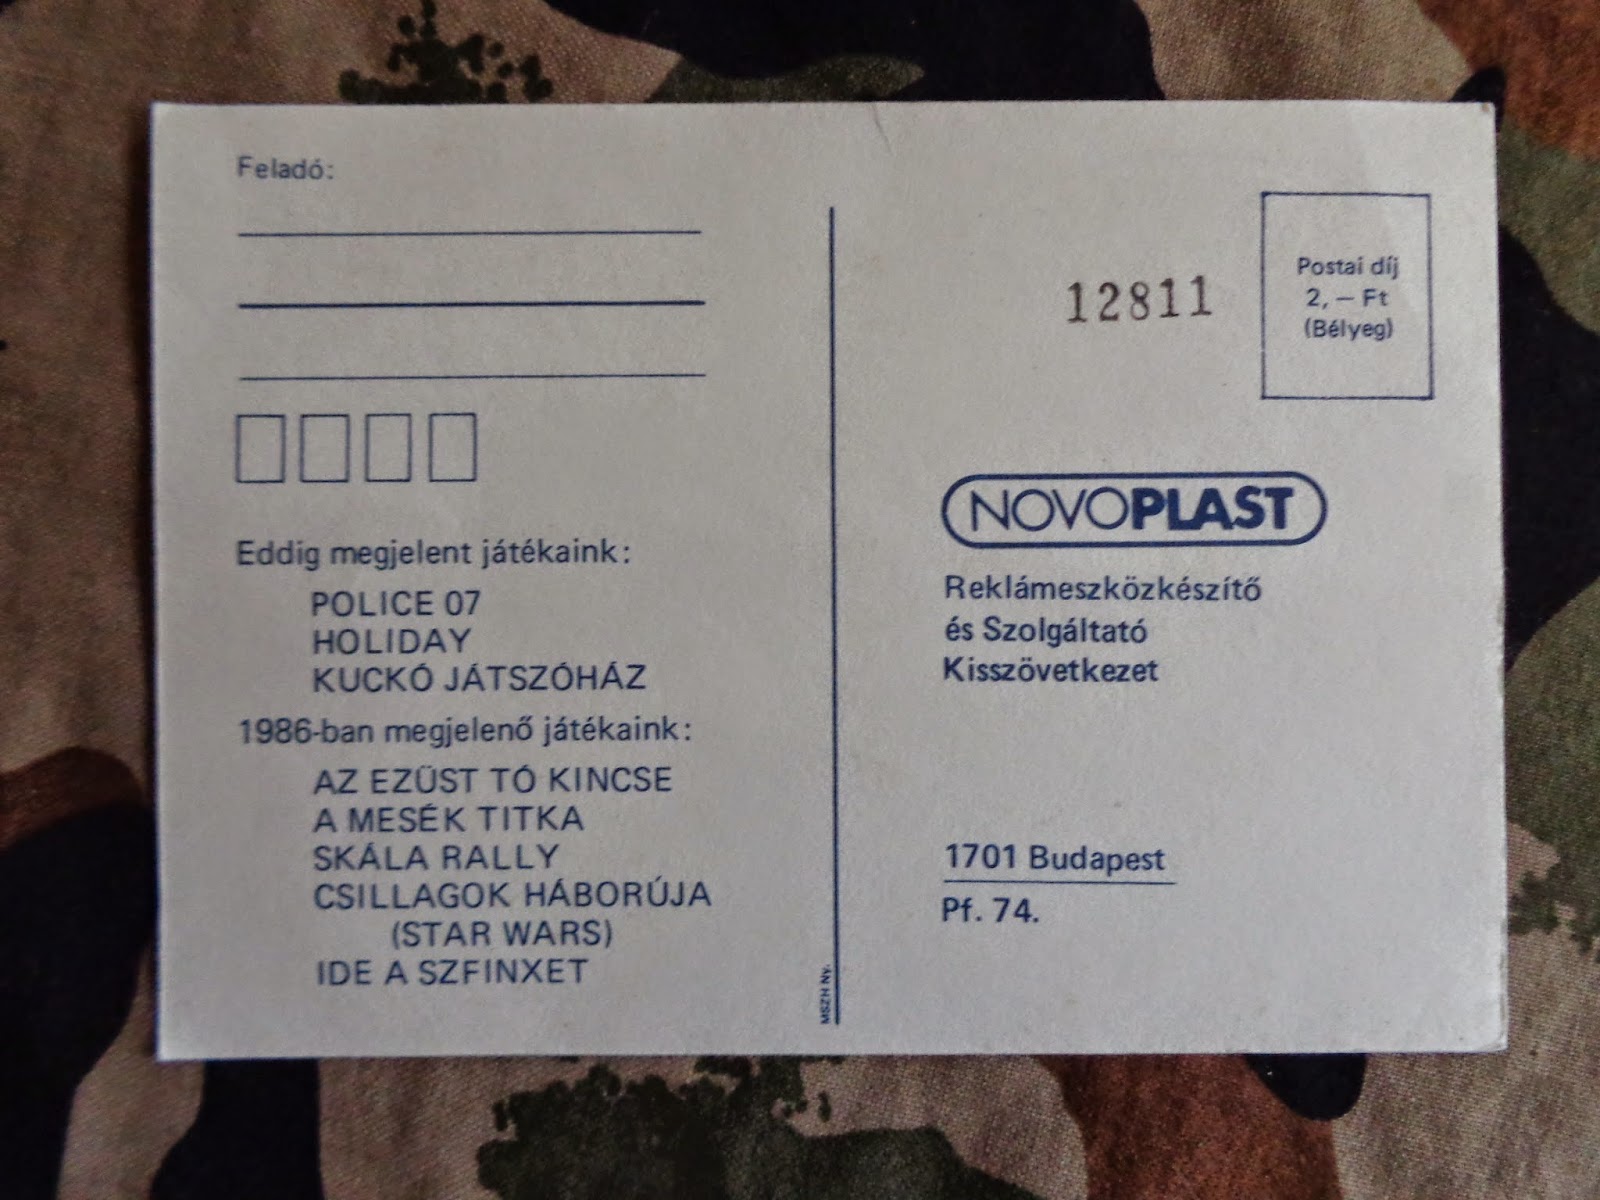 Feladó:
Eddig megjelent játékaink:
POLICE 07
HOLIDAY
KUCKÓ JÁTSZÓHÁZ
1986-ban megjelenő játékaink:
AZ EZÜST TÓ KINCSE
A MESÉK TITKA
SKÁLA RALLY
CSILLAGOK HÁBORÚJA
(STAR WARS)
IDE A SZFINXET
MSZH Ny.
12811
Postai díj
2,— Ft
(Bélyeg)
NOVOPLAST
Reklámeszközkészítő
és Szolgáltató
Kisszövetkezet
1701 Budapest
Pf. 74.